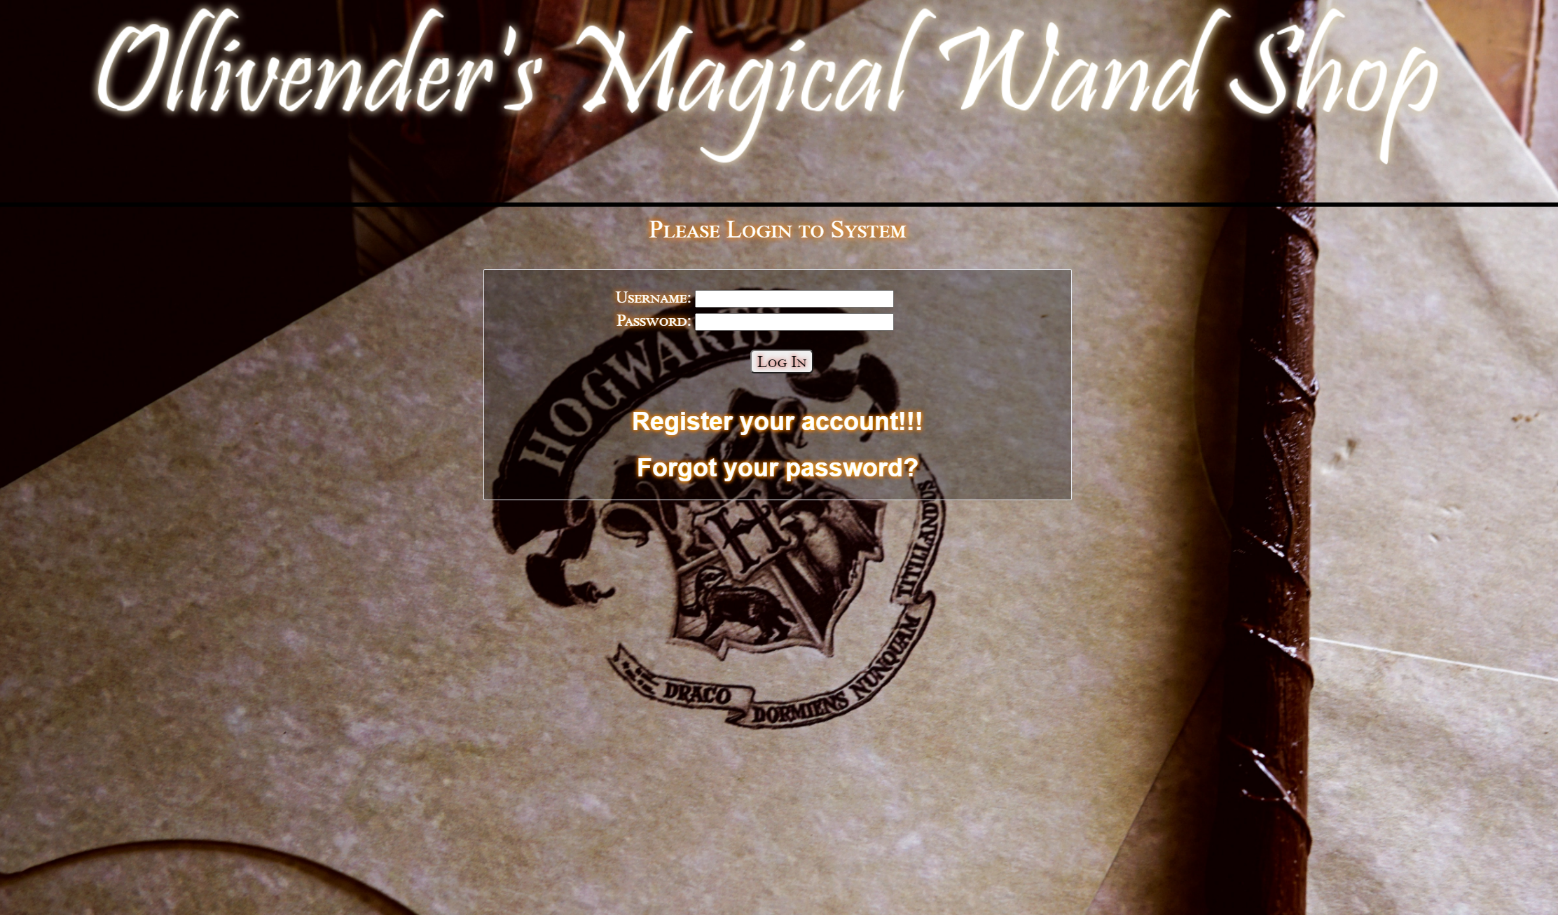 Ollivender's Magical Wand Shop
Please Login to System
Username:
Password:
Log In
Register your account!!!
Forgot your password?
HOGWARTS
H
DRACO DORMIENS NUNQUAM TITILLANDUS